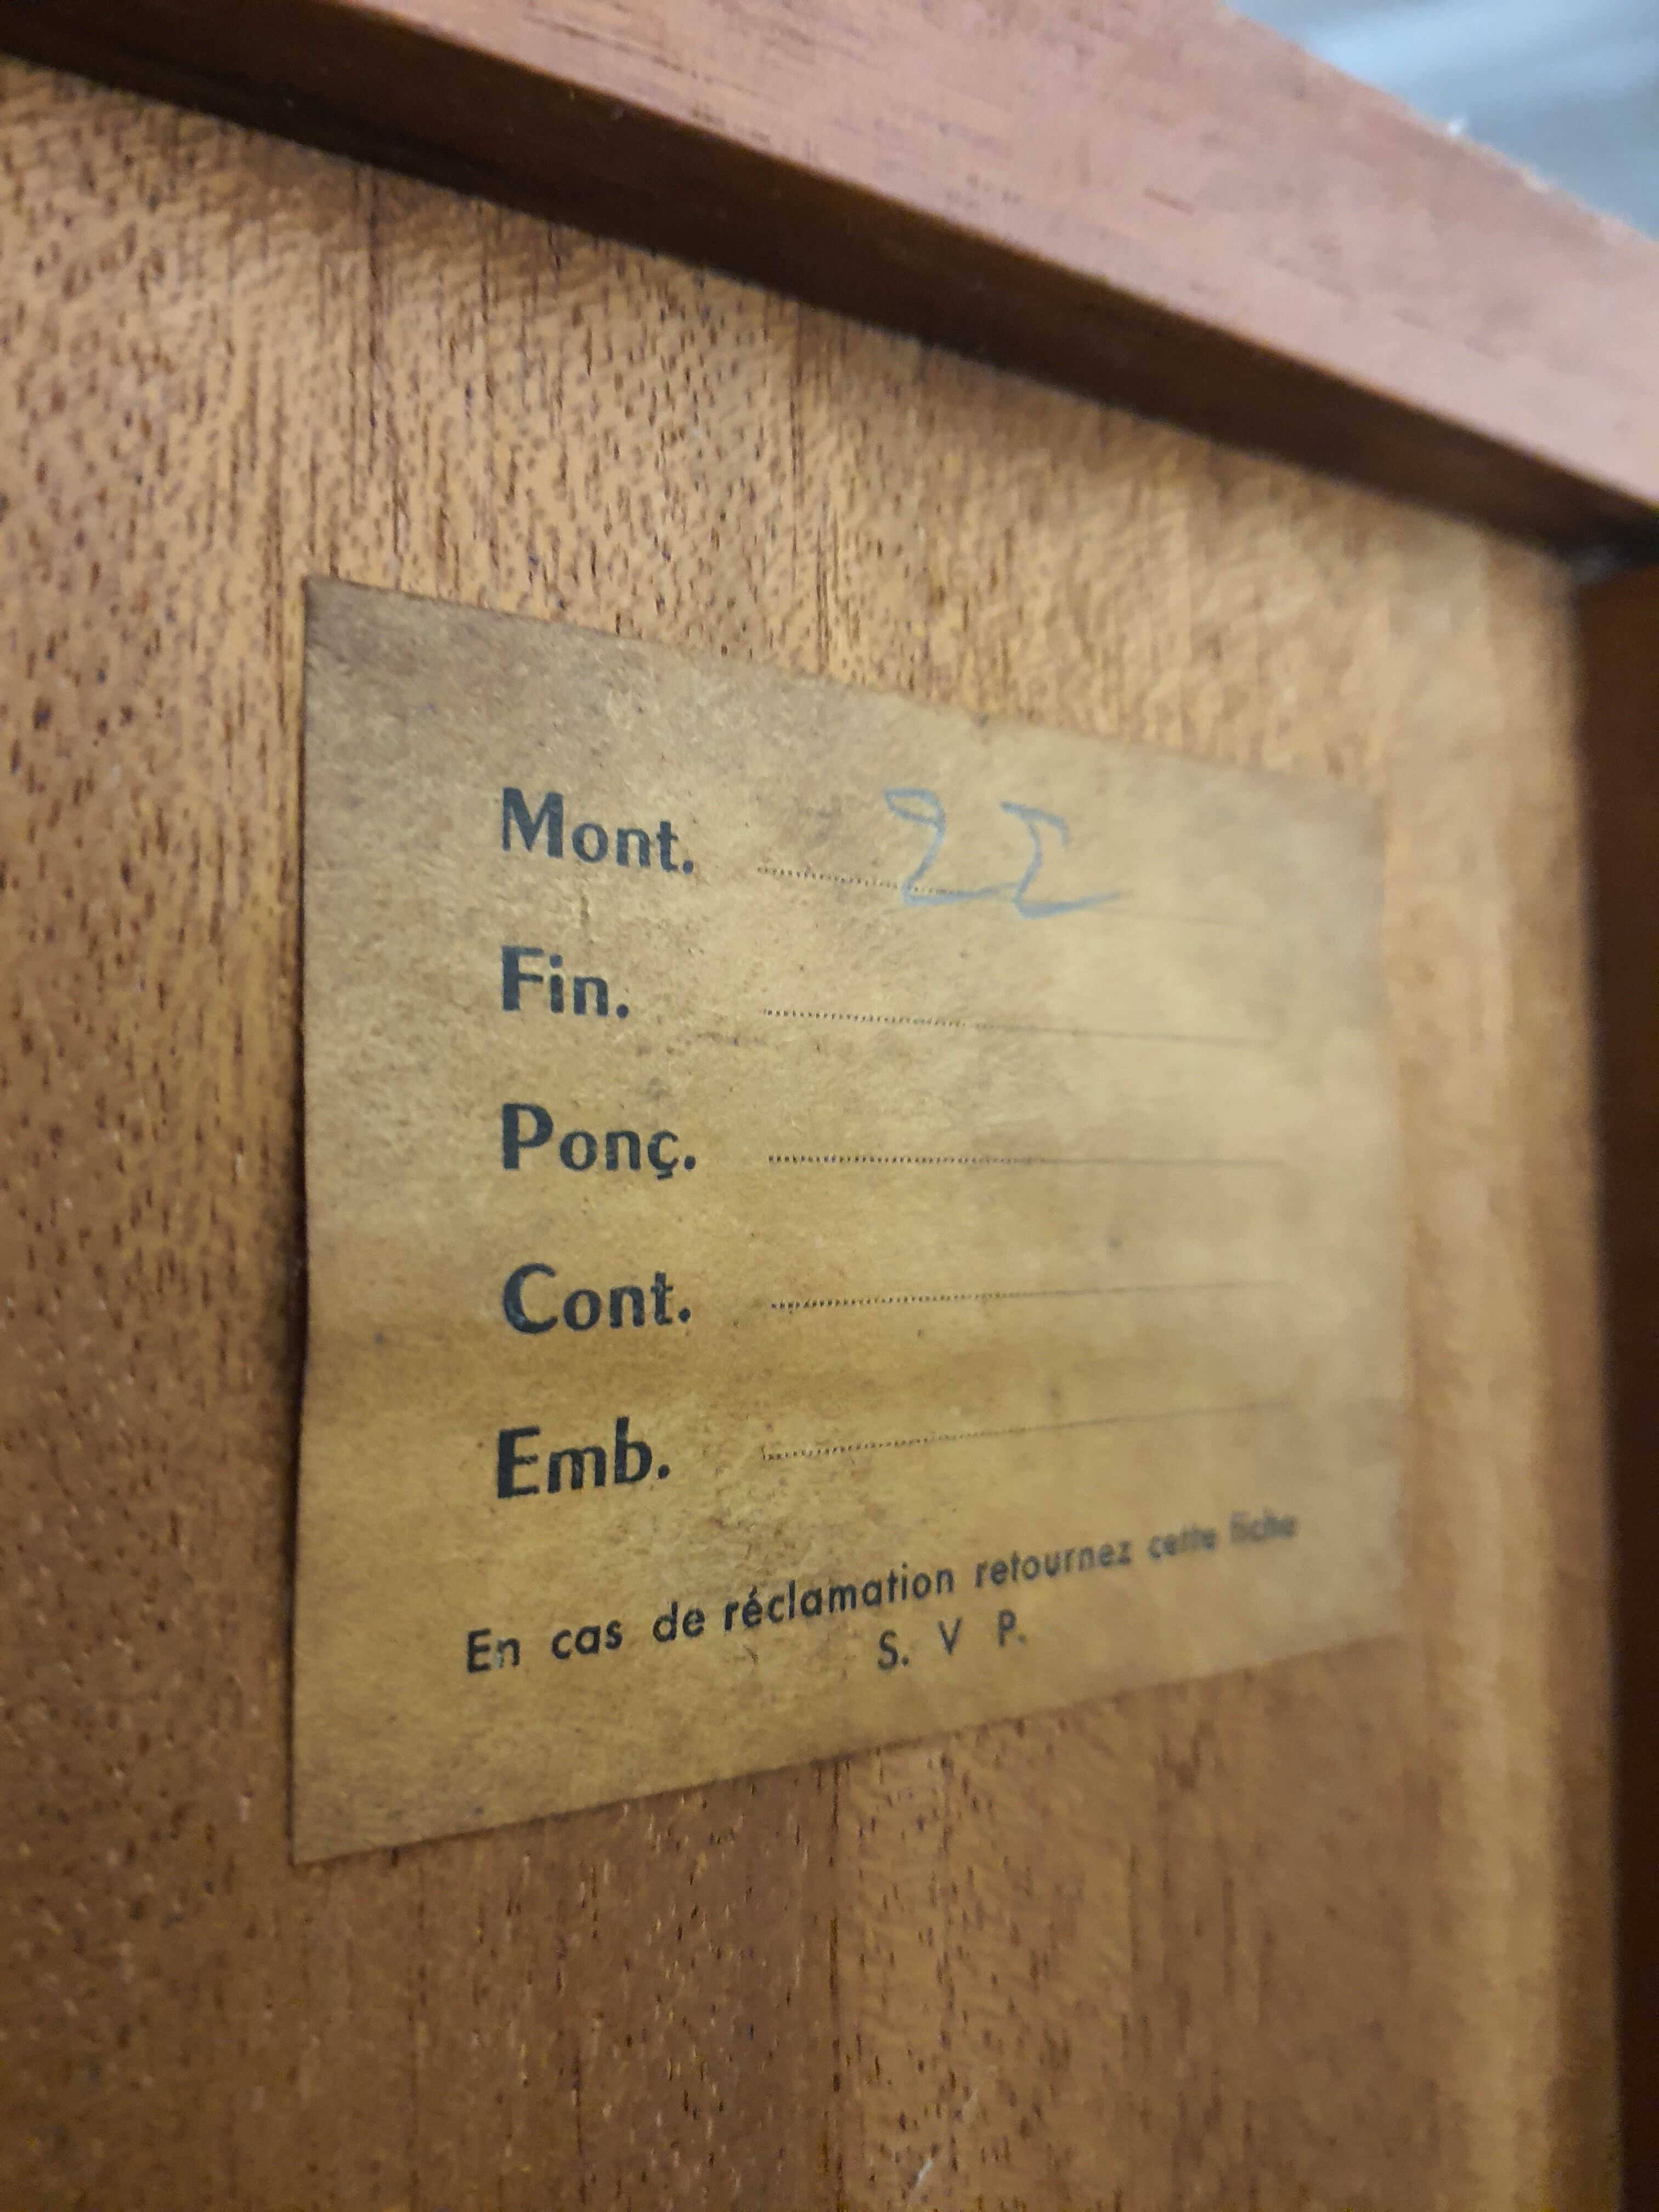 Mont. 22
Fin.
Ponç.
Cont.
Emb.
En cas de réclamation retournez cette fiche
S. V P.